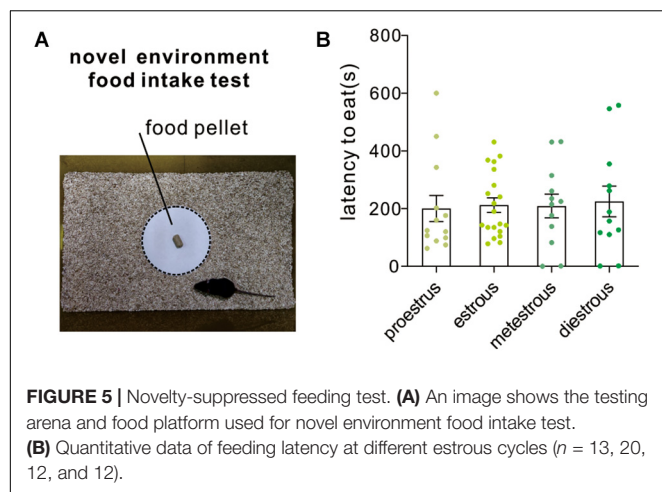 A
novel environment
food intake test
food pellet
B
latency to eat(s)
800
600
400
200
0
proestrus
estrous
metestrous
diestrous
FIGURE 5 | Novelty-suppressed feeding test. (A) An image shows the testing
arena and food platform used for novel environment food intake test.
(B) Quantitative data of feeding latency at different estrous cycles (n = 13, 20,
12, and 12).